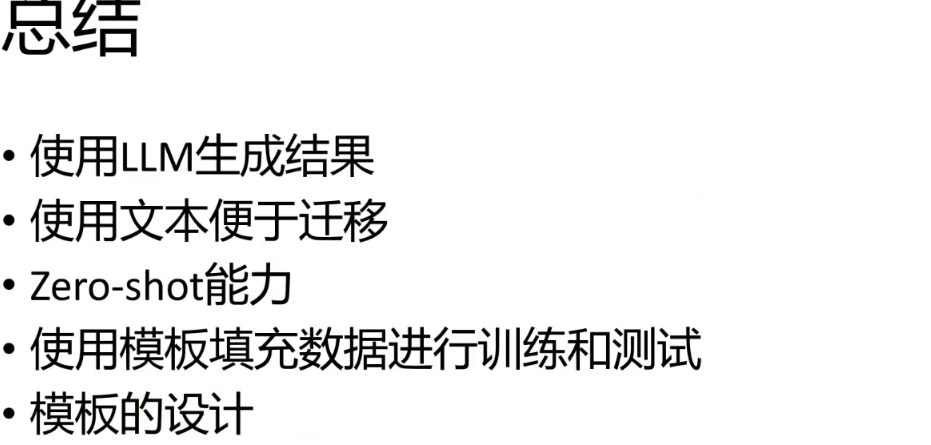 总结
• 使用LLM生成结果
• 使用文本便于迁移
• Zero-shot能力
• 使用模板填充数据进行训练和测试
• 模板的设计